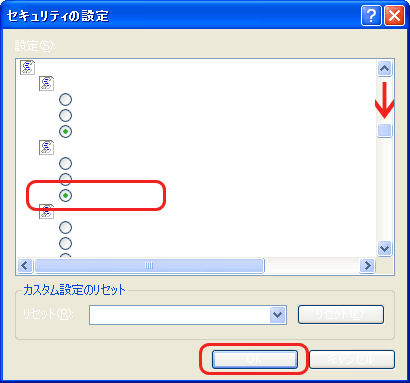 セキュリティの設定
設定(S):
カスタム設定のリセット
リセット(R):
リセット(E)
OK
キャンセル